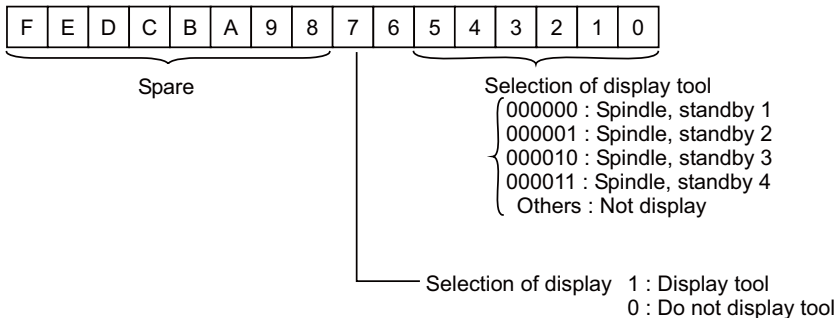 F E D C B A 9 8 7 6 5 4 3 2 1 0
Spare
Selection of display tool
000000 : Spindle, standby 1
000001 : Spindle, standby 2
000010 : Spindle, standby 3
000011 : Spindle, standby 4
Others : Not display
Selection of display 1 : Display tool
0 : Do not display tool